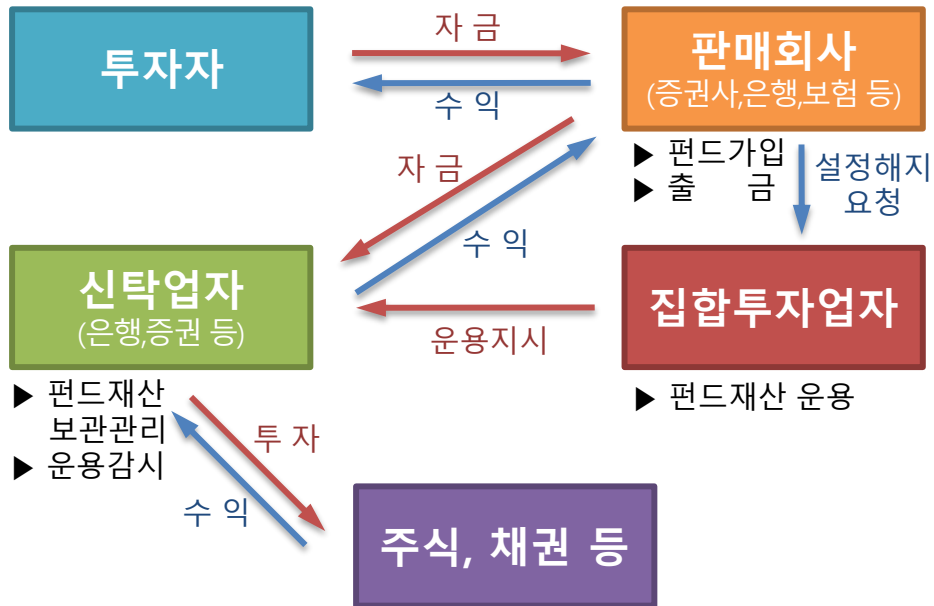 투자자
자 금
수 익
판매회사
(증권사,은행,보험 등)
▶ 펀드가입
▶ 출 금
설정해지
요청
자 금
수 익
신탁업자
(은행,증권 등)
운용지시
집합투자업자
▶ 펀드재산
보관관리
▶ 운용감시
▶ 펀드재산 운용
투 자
수 익
주식, 채권 등